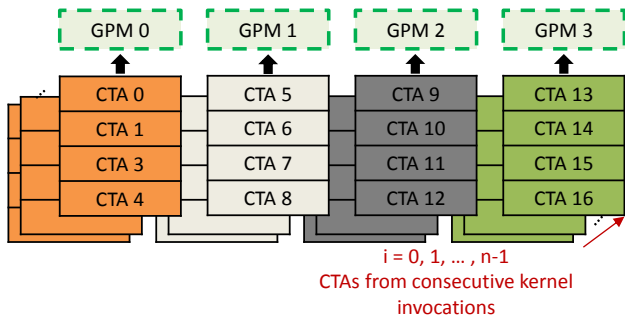 GPM 0 GPM 1 GPM 2 GPM 3
CTA 0 CTA 5 CTA 9 CTA 13
CTA 1 CTA 6 CTA 10 CTA 14
CTA 3 CTA 7 CTA 11 CTA 15
CTA 4 CTA 8 CTA 12 CTA 16
i = 0, 1, … , n-1
CTAs from consecutive kernel
invocations